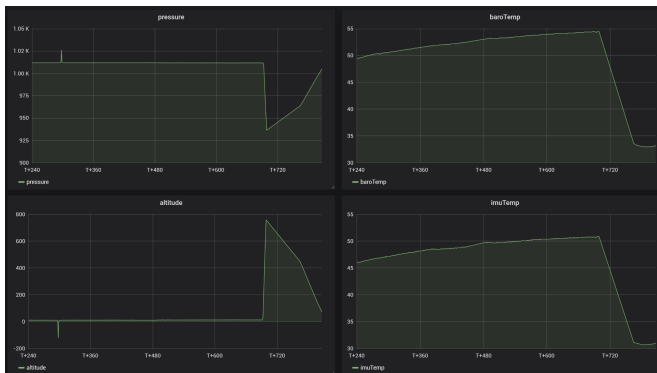 pressure
1.05 K
1.02 K
1.00 K
975
950
925
900
T+240 T+360 T+480 T+600 T+720
pressure
baroTemp
55
50
45
40
35
30
T+240 T+360 T+480 T+600 T+720
baroTemp
altitude
800
600
400
200
0
-200
T+240 T+360 T+480 T+600 T+720
altitude
imuTemp
55
50
45
40
35
30
T+240 T+360 T+480 T+600 T+720
imuTemp